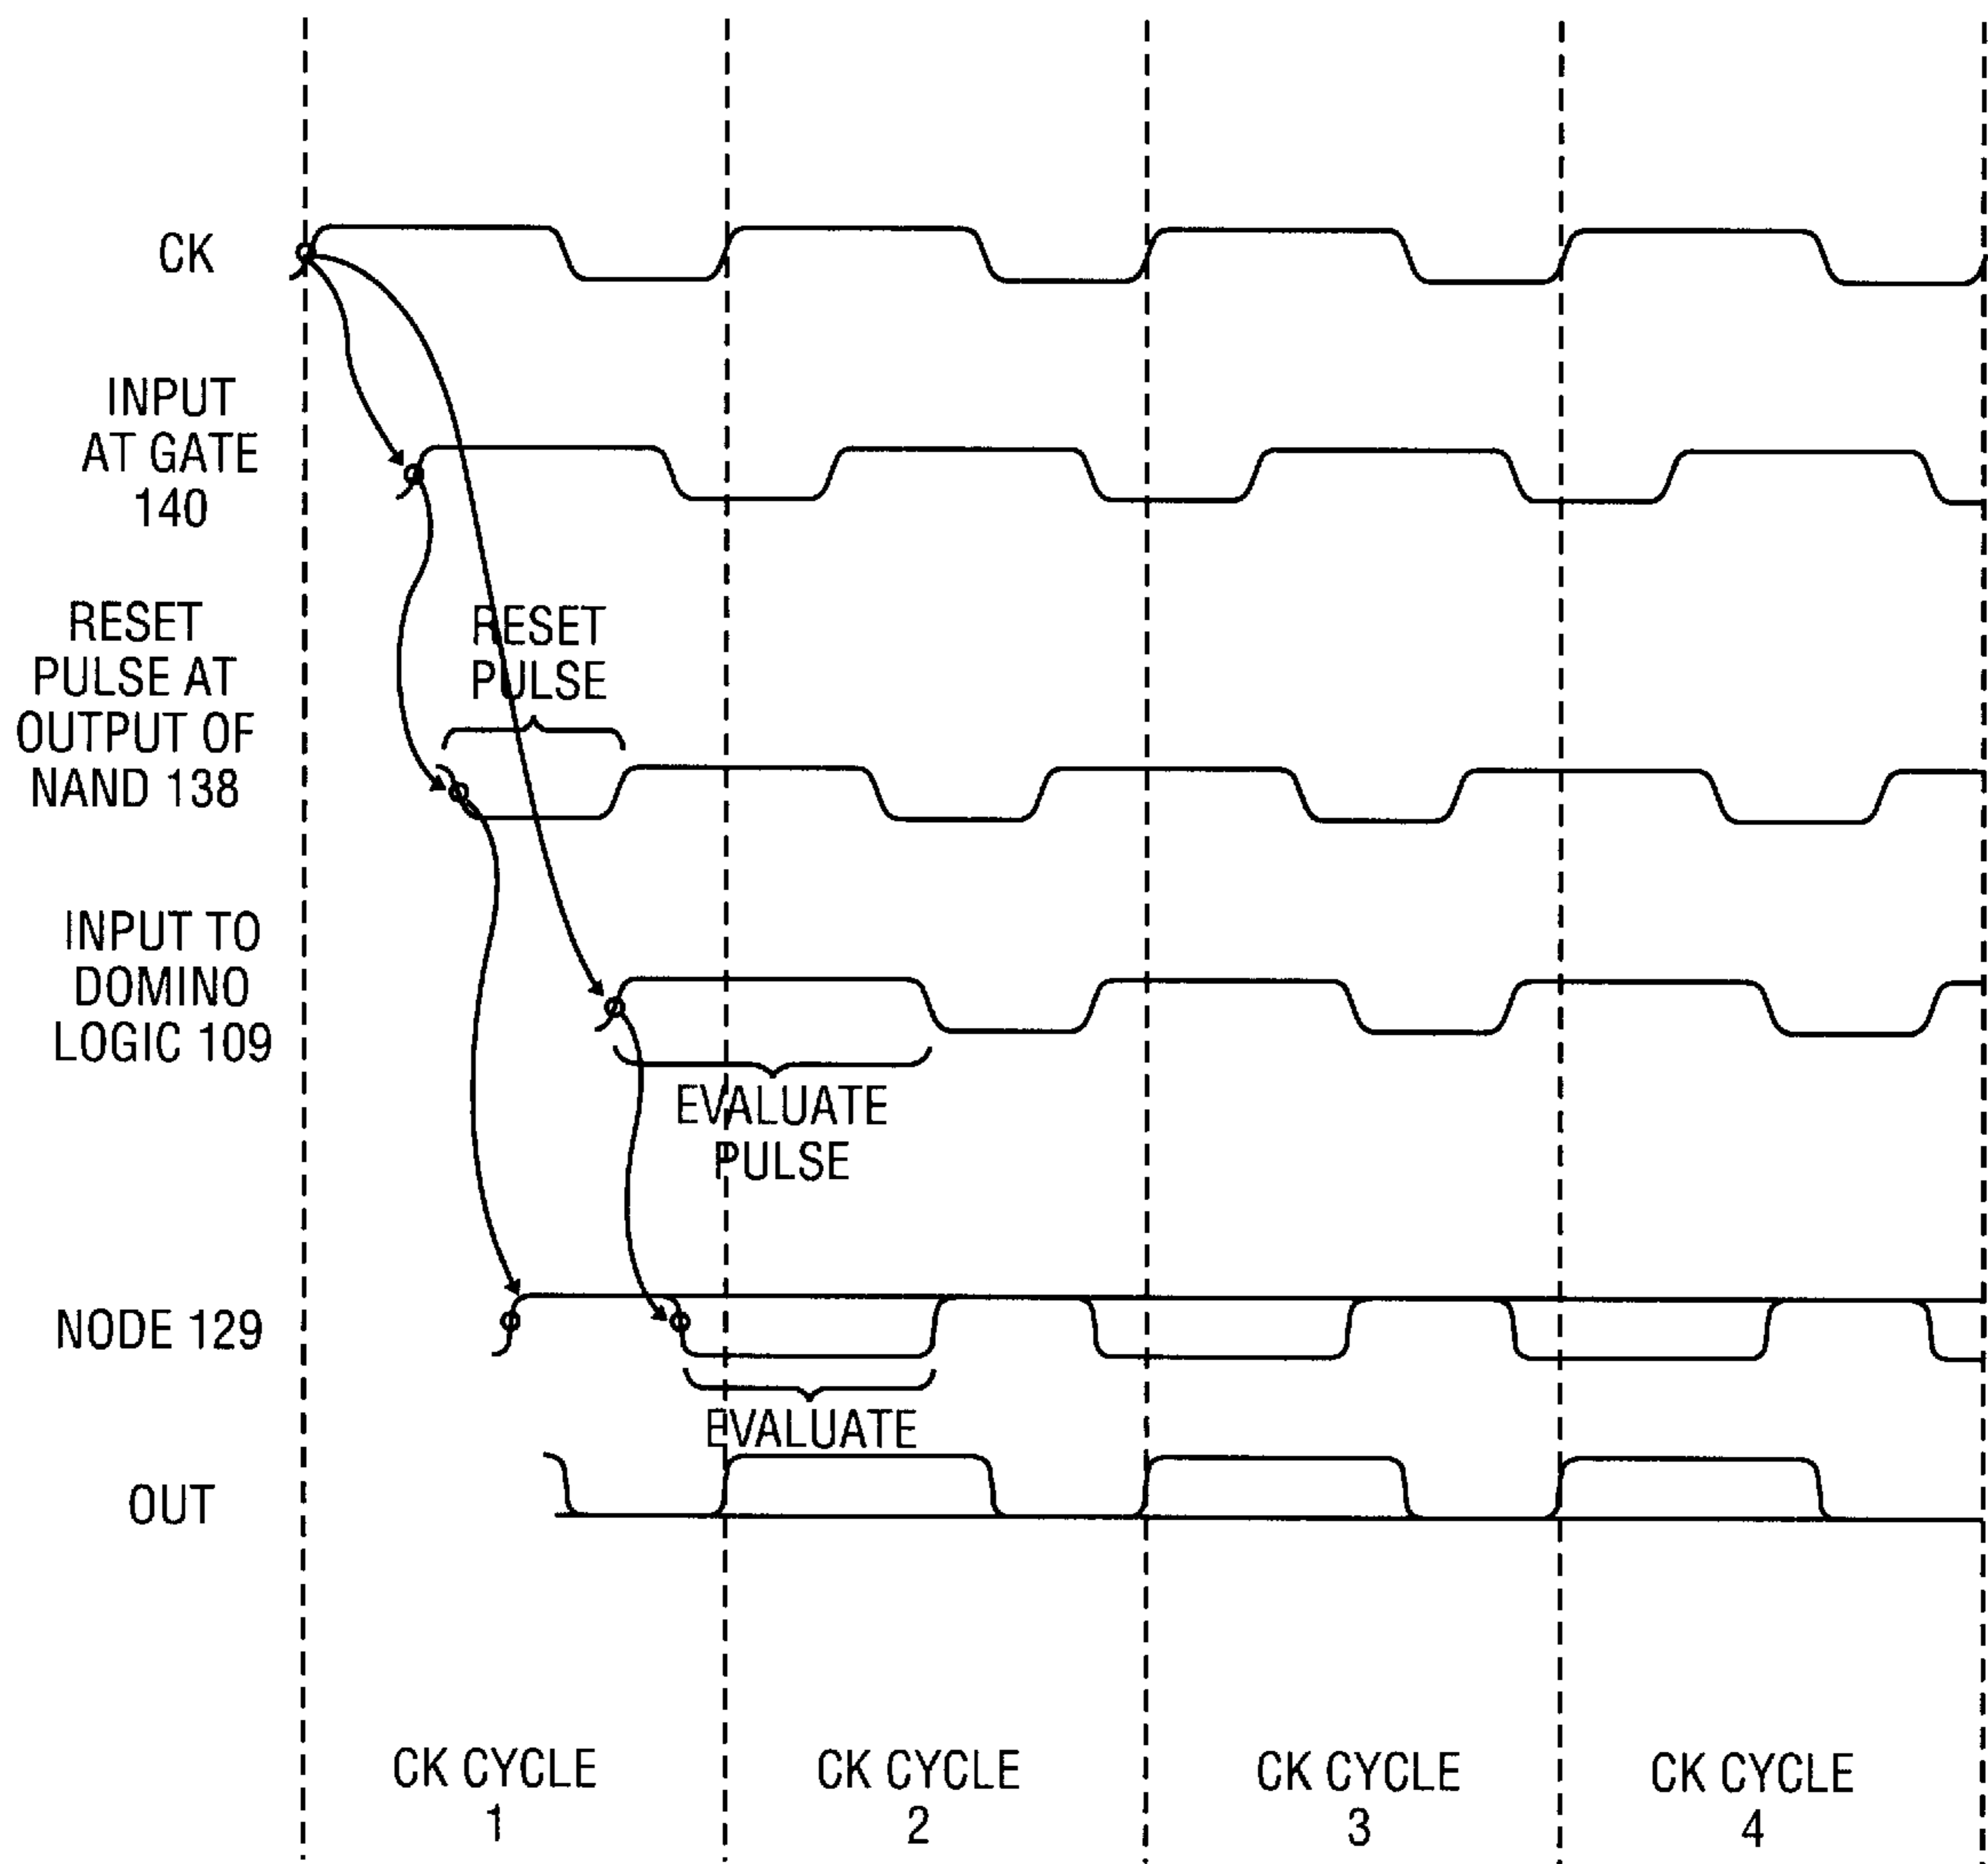 CK
INPUT
AT GATE
140
RESET
PULSE AT
OUTPUT OF
NAND 138
RESET
PULSE
INPUT TO
DOMINO
LOGIC 109
EVALUATE
PULSE
NODE 129
EVALUATE
OUT
CK CYCLE
1
CK CYCLE
2
CK CYCLE
3
CK CYCLE
4